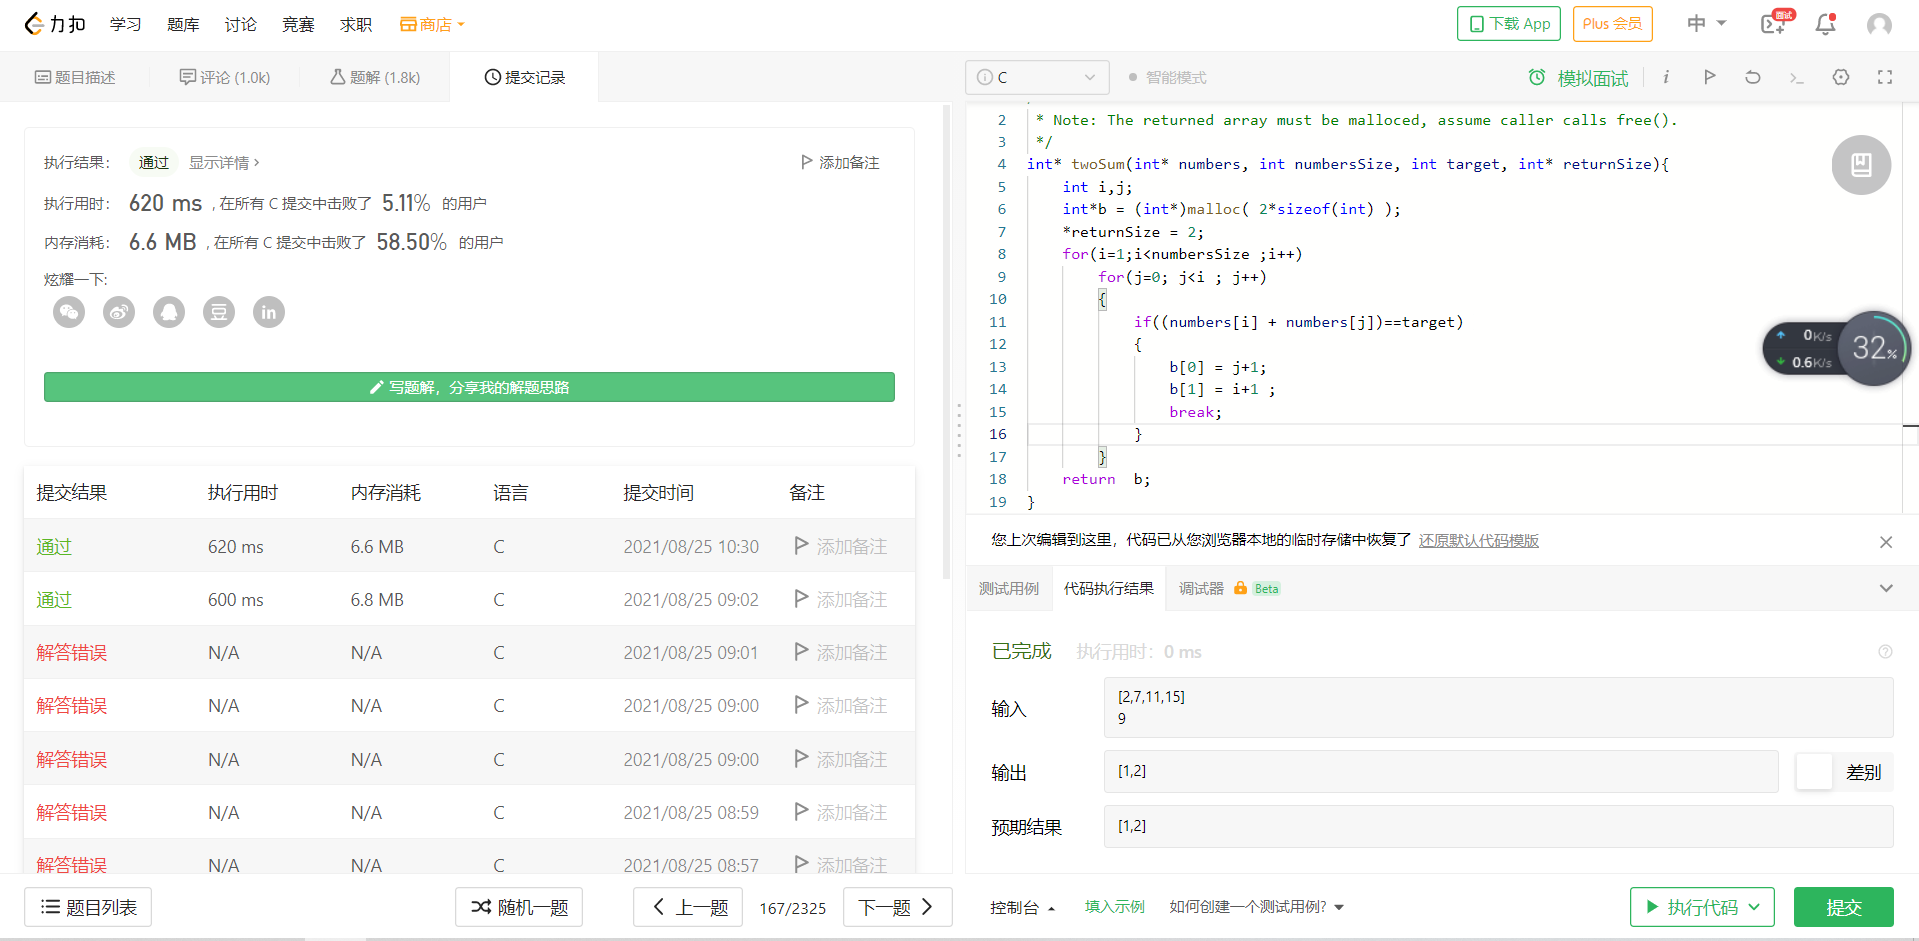 力扣 学习 题库 讨论 竞赛 求职 商店 下载 App Plus 会员 中 面试
题目描述 评论 (1.0k) 题解 (1.8k) 提交记录
执行结果： 通过 显示详情 › 添加备注
执行用时： 620 ms , 在所有 C 提交中击败了 5.11% 的用户
内存消耗： 6.6 MB , 在所有 C 提交中击败了 58.50% 的用户
炫耀一下:
豆 in
写题解，分享我的解题思路
提交结果 执行用时 内存消耗 语言 提交时间 备注
通过 620 ms 6.6 MB C 2021/08/25 10:30 添加备注
通过 600 ms 6.8 MB C 2021/08/25 09:02 添加备注
解答错误 N/A N/A C 2021/08/25 09:01 添加备注
解答错误 N/A N/A C 2021/08/25 09:00 添加备注
解答错误 N/A N/A C 2021/08/25 09:00 添加备注
解答错误 N/A N/A C 2021/08/25 08:59 添加备注
解答错误 N/A N/A C 2021/08/25 08:57 添加备注
题目列表 随机一题 上一题 167/2325 下一题
C 智能模式 模拟面试
2 * Note: The returned array must be malloced, assume caller calls free().
3 */
4 int* twoSum(int* numbers, int numbersSize, int target, int* returnSize){
5 int i,j;
6 int*b = (int*)malloc( 2*sizeof(int) );
7 *returnSize = 2;
8 for(i=1;i<numbersSize ;i++)
9 for(j=0; j<i ; j++)
10 {
11 if((numbers[i] + numbers[j])==target)
12 {
13 b[0] = j+1;
14 b[1] = i+1 ;
15 break;
16 }
17 }
18 return b;
19 }
0K/s
0.6K/s
32%
您上次编辑到这里，代码已从您浏览器本地的临时存储中恢复了 还原默认代码模版
测试用例 代码执行结果 调试器 Beta
已完成 执行用时： 0 ms
输入
[2,7,11,15]
9
输出 [1,2] 差别
预期结果 [1,2]
控制台 填入示例 如何创建一个测试用例? 执行代码 提交